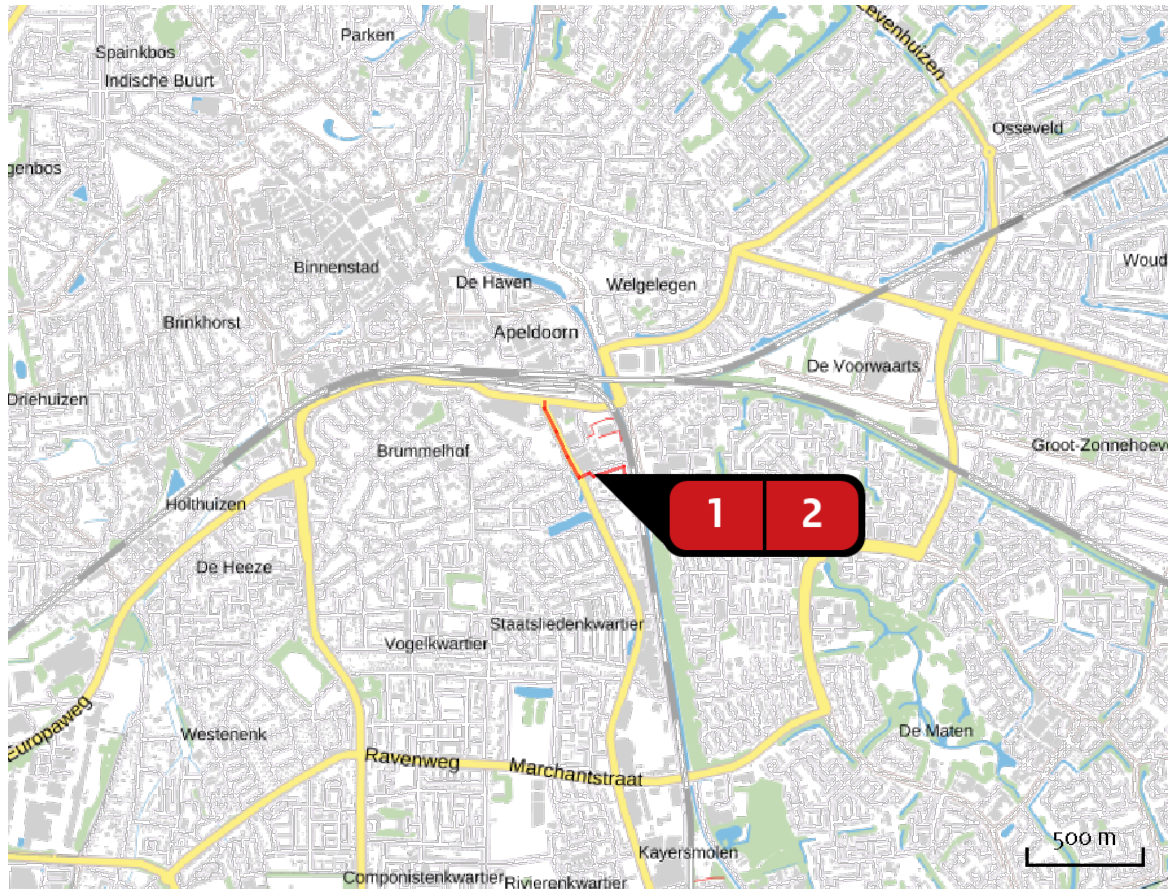 Parken
evenhuizen
Spainkbos
Indische Buurt
Osseveld
genbos
Binnenstad
Woud
De Haven
Welgelegen
Brinkhorst
Apeldoorn
De Voorwaarts
Driehuizen
Brummelhof
Groot-Zonnehoeve
Holthuizen
1 2
De Heeze
Staatsliedenkwartier
Vogelkwartier
Europaweg
Westenenk
De Maten
Ravenweg
Marchantstraat
500 m
Kayersmolen
Componistenkwartier
Rivierenkwartier